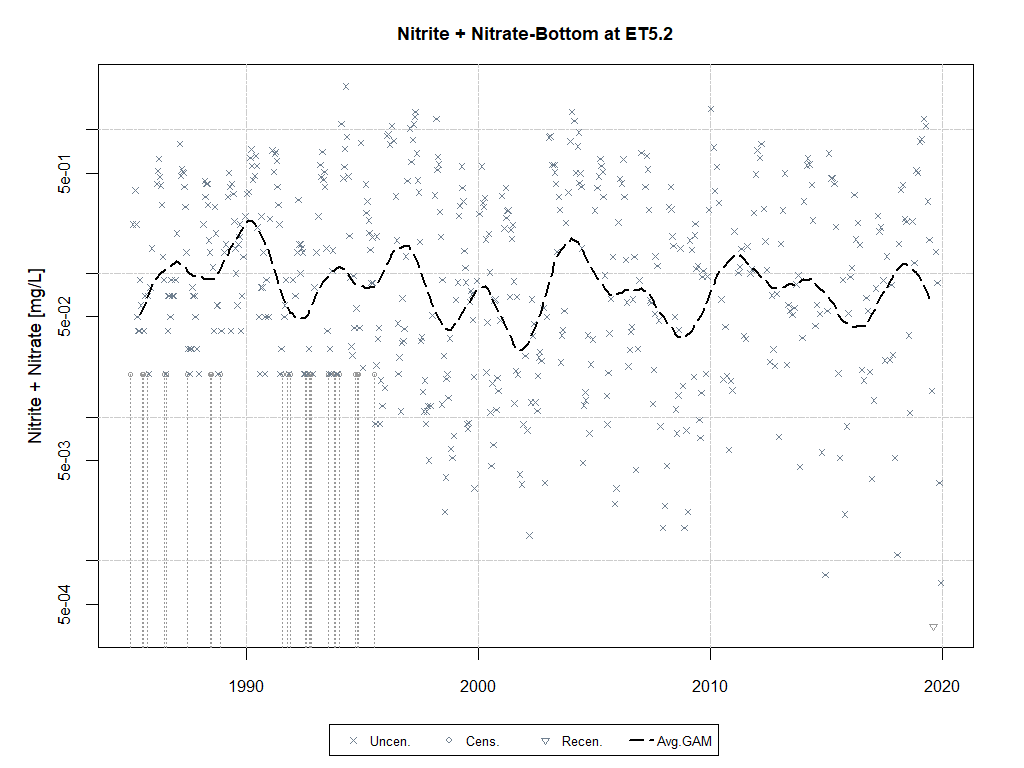 Nitrite + Nitrate-Bottom at ET5.2
Nitrite + Nitrate [mg/L]
5e-01
5e-02
5e-03
5e-04
1990 2000 2010 2020
Uncen. Cens. Recen. Avg.GAM